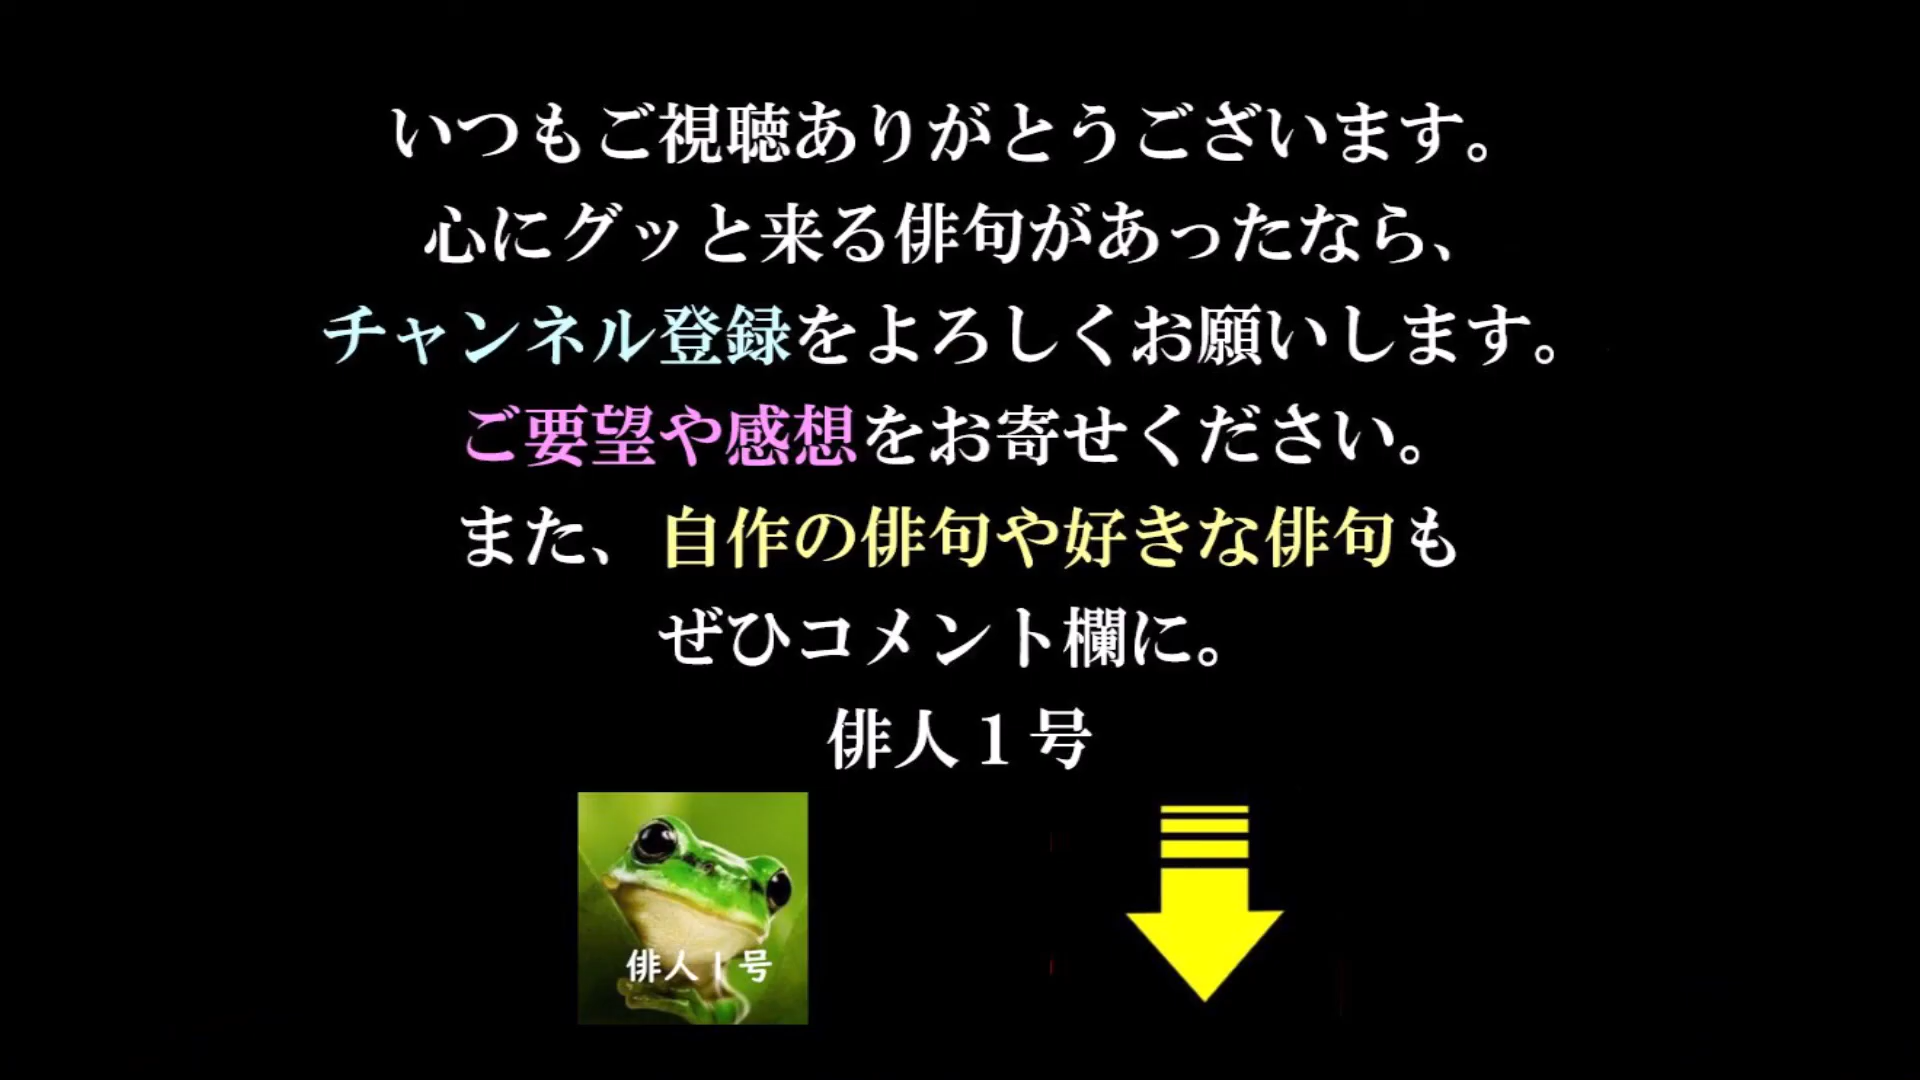 いつもご視聴ありがとうございます。
心にグッと来る俳句があったなら、
チャンネル登録をよろしくお願いします。
ご要望や感想をお寄せください。
また、自作の俳句や好きな俳句も
ぜひコメント欄に。
俳人１号
俳人１号